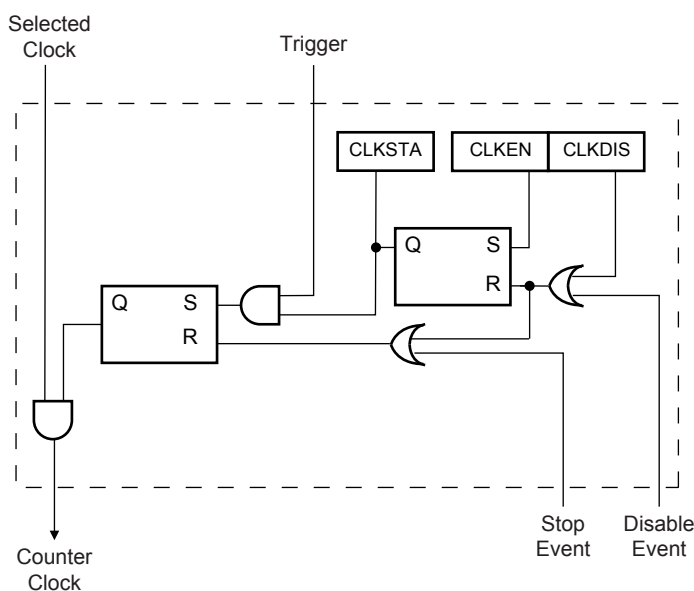 Selected
Clock
Trigger
CLKSTA
CLKEN
CLKDIS
Q
S
R
Q
S
R
Stop
Event
Disable
Event
Counter
Clock